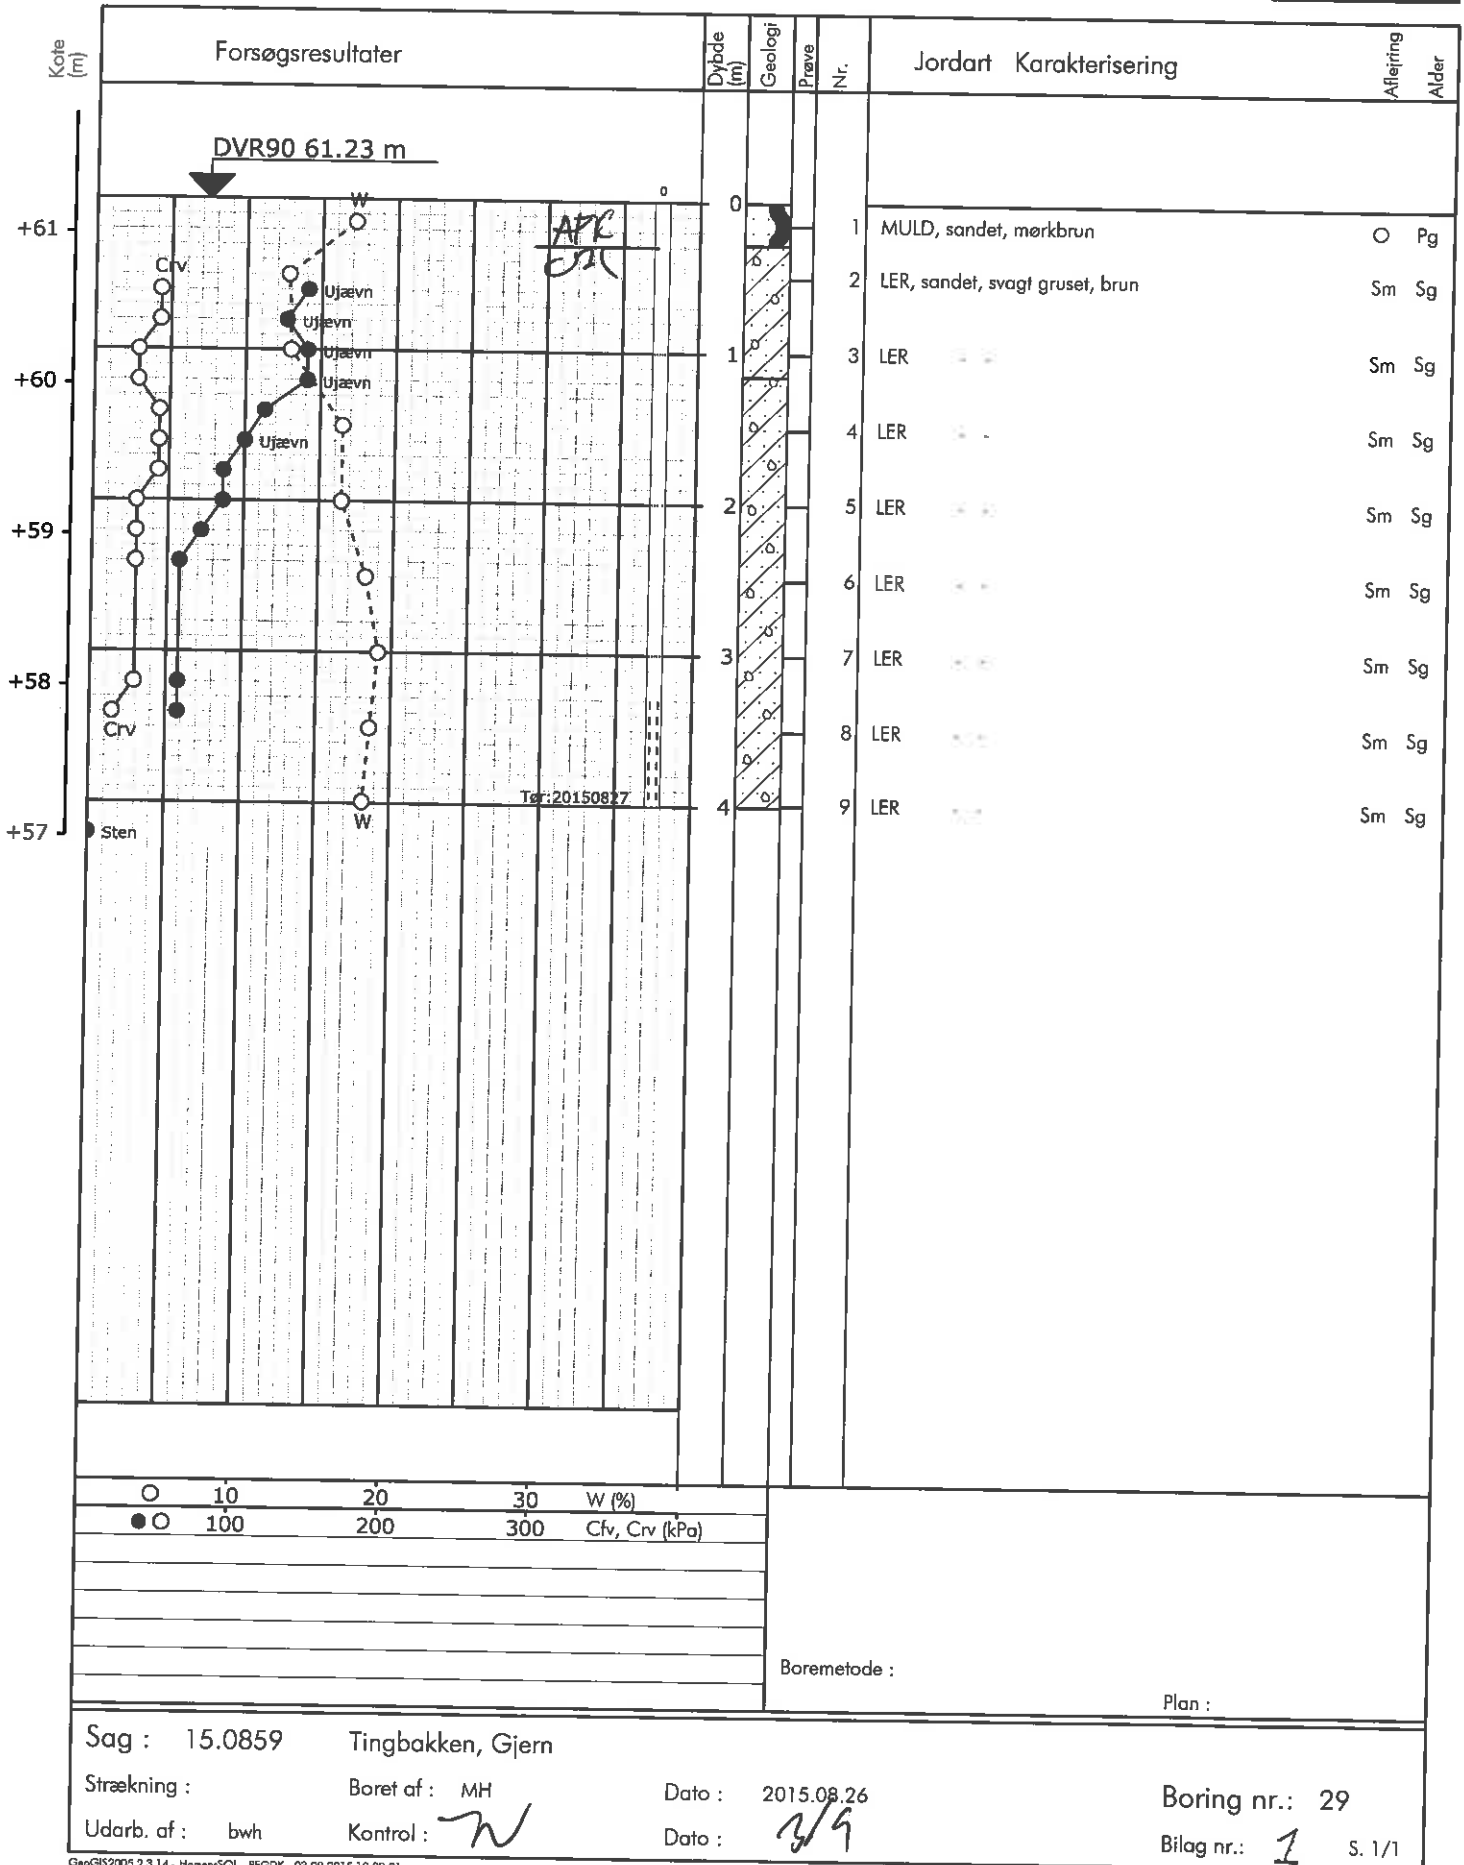 Kote (m)
Forsøgsresultater
Dybde (m)
Geologi
Prøve
Nr.
Jordart Karakterisering
Aflejring
Alder
DVR90 61.23 m
+61
+60
+59
+58
+57
W
o
APK
Crv
Ujævn
Ujævn
Ujævn
Ujævn
Ujævn
Crv
Tør:20150827
W
Sten
0
1
2
3
4
1 MULD, sandet, mørkbrun O Pg
2 LER, sandet, svagt gruset, brun Sm Sg
3 LER - - Sm Sg
4 LER - - Sm Sg
5 LER - - Sm Sg
6 LER - - Sm Sg
7 LER - - Sm Sg
8 LER - - Sm Sg
9 LER - - Sm Sg
10 20 30 W (%)
100 200 300 Cfv, Crv (kPa)
Boremetode :
Plan :
Sag : 15.0859 Tingbakken, Gjern
Strækning : Boret af : MH Dato : 2015.08.26 Boring nr.: 29
Udarb. af : bwh Kontrol : Dato : 3/9 Bilag nr.: 1 S. 1/1